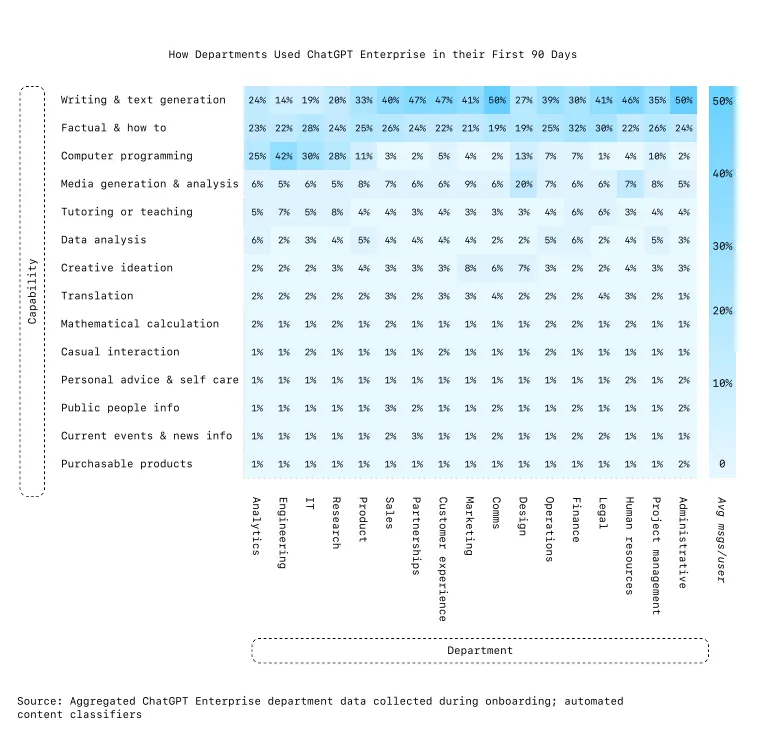 How Departments Used ChatGPT Enterprise in their First 90 Days
Capability
Writing & text generation 24% 14% 19% 20% 33% 40% 47% 47% 41% 50% 27% 39% 30% 41% 46% 35% 50%
Factual & how to 23% 22% 28% 24% 25% 26% 24% 22% 21% 19% 19% 25% 32% 30% 22% 26% 24%
Computer programming 25% 42% 30% 28% 11% 3% 2% 5% 4% 2% 13% 7% 7% 1% 4% 10% 2%
Media generation & analysis 6% 5% 6% 5% 8% 7% 6% 6% 9% 6% 20% 7% 6% 6% 7% 8% 5%
Tutoring or teaching 5% 7% 5% 8% 4% 4% 3% 4% 3% 3% 3% 4% 6% 6% 3% 4% 4%
Data analysis 6% 2% 3% 4% 5% 4% 4% 4% 4% 2% 2% 5% 6% 2% 4% 5% 3%
Creative ideation 2% 2% 2% 3% 4% 3% 3% 3% 8% 6% 7% 3% 2% 2% 4% 3% 3%
Translation 2% 2% 2% 2% 2% 3% 2% 3% 3% 4% 2% 2% 2% 4% 3% 2% 1%
Mathematical calculation 2% 1% 1% 2% 1% 2% 1% 1% 1% 1% 1% 2% 2% 1% 2% 1% 1%
Casual interaction 1% 1% 2% 1% 1% 1% 1% 2% 1% 1% 1% 2% 1% 1% 1% 1% 1%
Personal advice & self care 1% 1% 1% 1% 1% 1% 1% 1% 1% 1% 1% 1% 1% 1% 2% 1% 2%
Public people info 1% 1% 1% 1% 1% 3% 2% 1% 1% 2% 1% 1% 2% 1% 1% 1% 2%
Current events & news info 1% 1% 1% 1% 1% 2% 3% 1% 1% 1% 1% 1% 2% 2% 1% 1% 1%
Purchasable products 1% 1% 1% 1% 1% 1% 1% 1% 1% 1% 1% 1% 1% 1% 1% 1% 2%
50%
40%
30%
20%
10%
0
Analytics
Engineering
IT
Research
Product
Sales
Partnerships
Customer experience
Marketing
Comms
Design
Operations
Finance
Legal
Human resources
Project management
Administrative
Avg msgs/user
Department
Source: Aggregated ChatGPT Enterprise department data collected during onboarding; automated
content classifiers